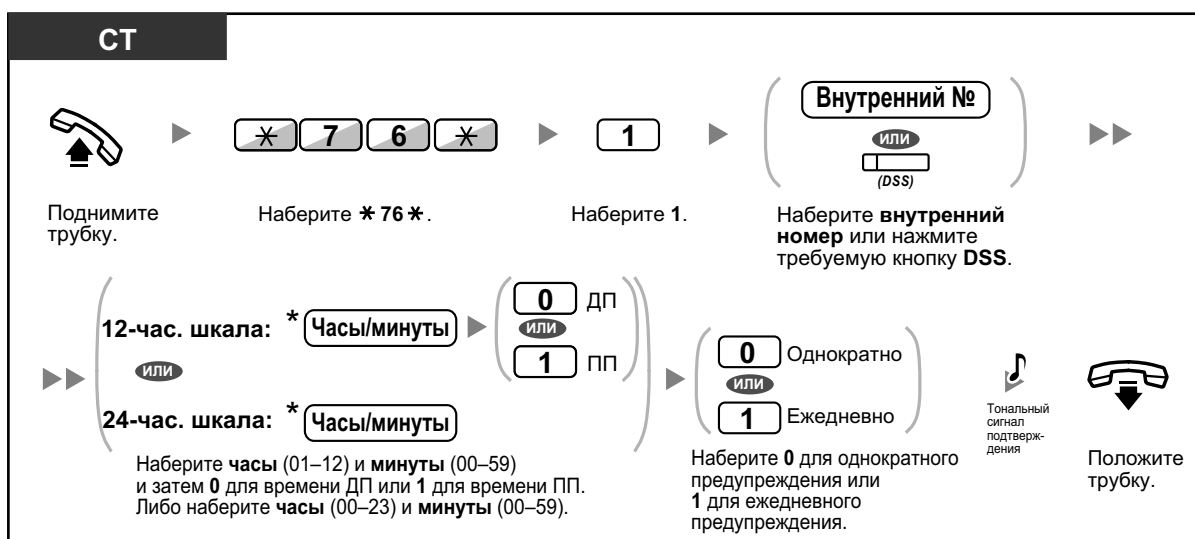 СТ
✳ 7 6 ✳
1
Внутренний №
или
(DSS)
Поднимите
трубку.
Наберите ✳ 76 ✳.
Наберите 1.
Наберите внутренний
номер или нажмите
требуемую кнопку DSS.
12-час. шкала: * Часы/минуты
0 ДП
или
1 ПП
или
24-час. шкала: * Часы/минуты
Наберите часы (01–12) и минуты (00–59)
и затем 0 для времени ДП или 1 для времени ПП.
Либо наберите часы (00–23) и минуты (00–59).
0 Однократно
или
1 Ежедневно
Наберите 0 для однократного
предупреждения или
1 для ежедневного
предупреждения.
Тональный
сигнал
подтверж-
дения
Положите
трубку.